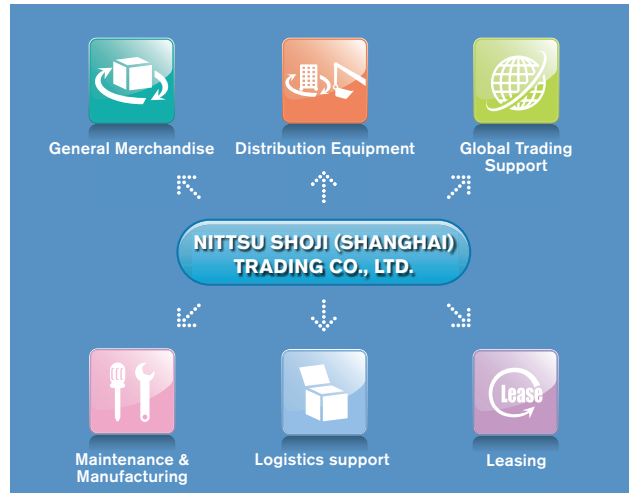 General Merchandise
Distribution Equipment
Global Trading
Support
NITTSU SHOJI (SHANGHAI)
TRADING CO., LTD.
Lease
Maintenance &
Manufacturing
Logistics support
Leasing